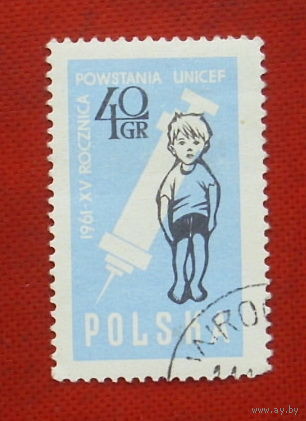 1961 XV ROCZNICA
POWSTANIA UNICEF
40
GR
POLSKA
www.ay.by